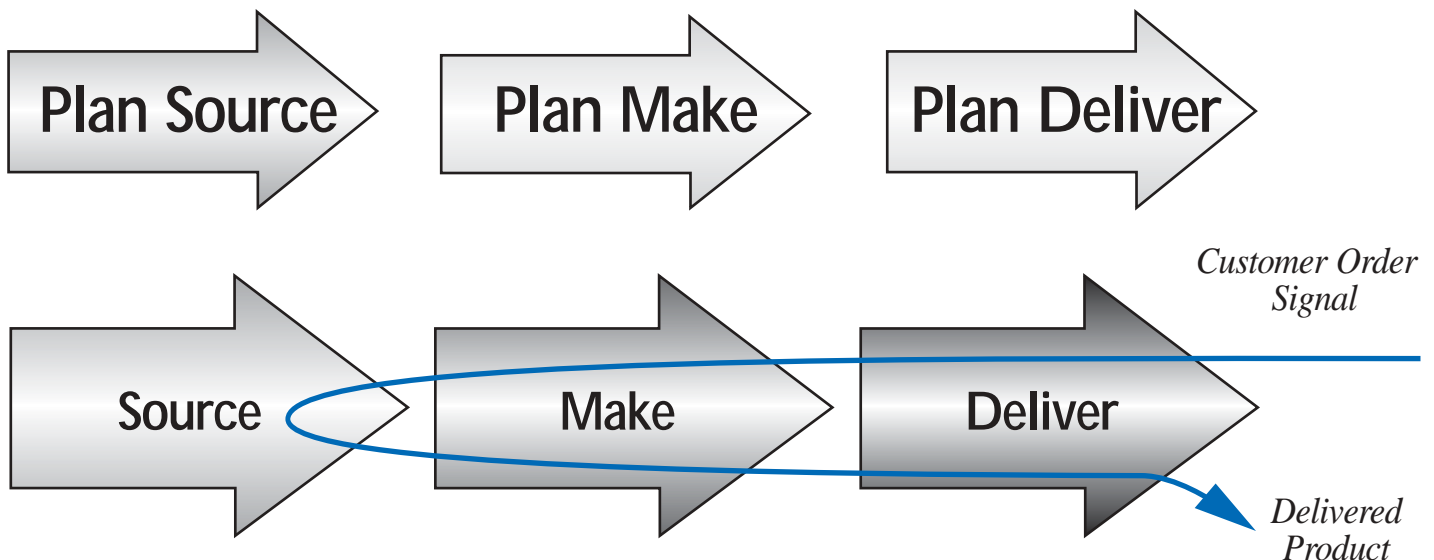 Plan Source
Plan Make
Plan Deliver
Customer Order
Signal
Source
Make
Deliver
Delivered
Product